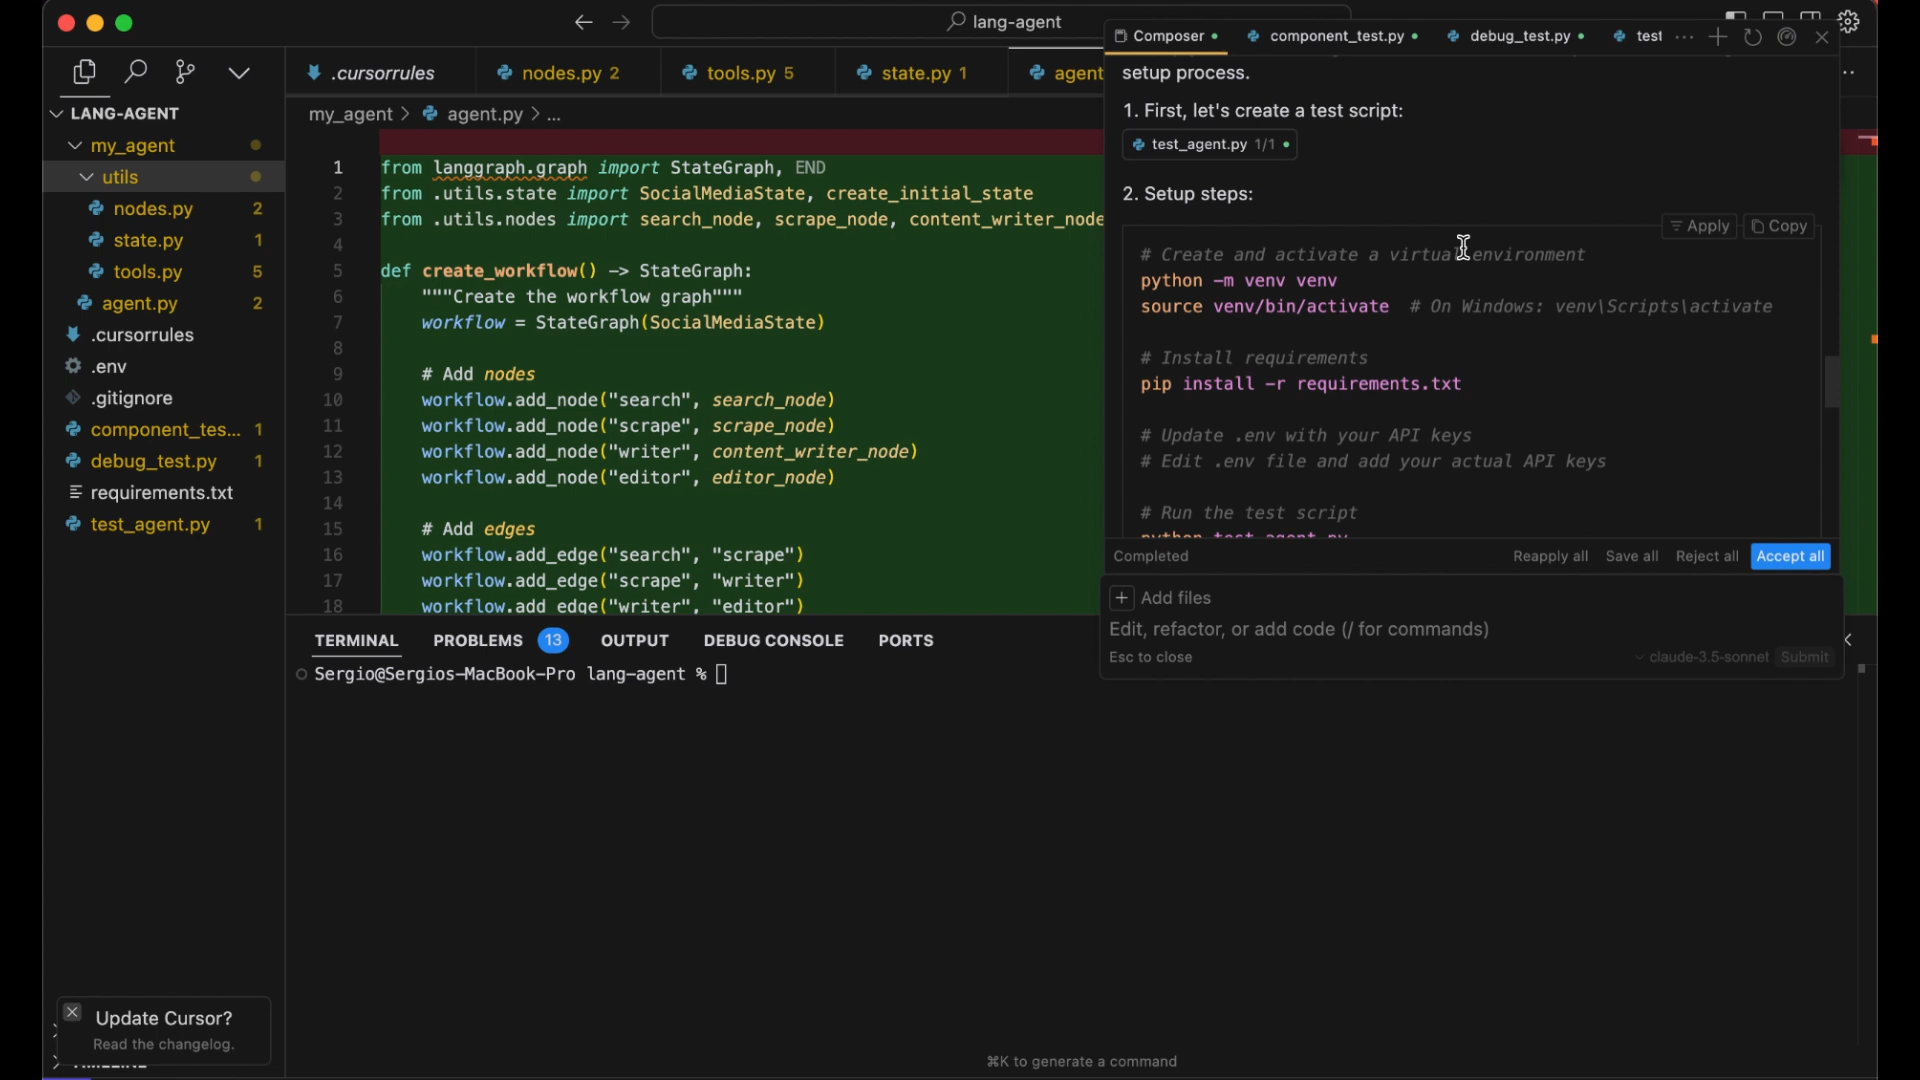 lang-agent
LANG-AGENT
my_agent
utils
nodes.py 2
state.py 1
tools.py 5
agent.py 2
.cursorrules
.env
.gitignore
component_tes... 1
debug_test.py 1
requirements.txt
test_agent.py 1
Update Cursor?
Read the changelog.
.cursorrules
nodes.py 2
tools.py 5
state.py 1
agent
my_agent > agent.py > ...
1 from langgraph.graph import StateGraph, END
2 from .utils.state import SocialMediaState, create_initial_state
3 from .utils.nodes import search_node, scrape_node, content_writer_node
4
5 def create_workflow() -> StateGraph:
6 """Create the workflow graph"""
7 workflow = StateGraph(SocialMediaState)
8
9 # Add nodes
10 workflow.add_node("search", search_node)
11 workflow.add_node("scrape", scrape_node)
12 workflow.add_node("writer", content_writer_node)
13 workflow.add_node("editor", editor_node)
14
15 # Add edges
16 workflow.add_edge("search", "scrape")
17 workflow.add_edge("scrape", "writer")
18 workflow.add_edge("writer", "editor")
TERMINAL PROBLEMS 13 OUTPUT DEBUG CONSOLE PORTS
Sergio@Sergios-MacBook-Pro lang-agent %
⌘K to generate a command
Composer component_test.py debug_test.py test ...
setup process.
1. First, let's create a test script:
test_agent.py 1/1
2. Setup steps:
Apply Copy
# Create and activate a virtual environment
python -m venv venv
source venv/bin/activate # On Windows: venv\Scripts\activate
# Install requirements
pip install -r requirements.txt
# Update .env with your API keys
# Edit .env file and add your actual API keys
# Run the test script
python test_agent.py
Completed Reapply all Save all Reject all Accept all
+ Add files
Edit, refactor, or add code (/ for commands)
Esc to close claude-3.5-sonnet Submit